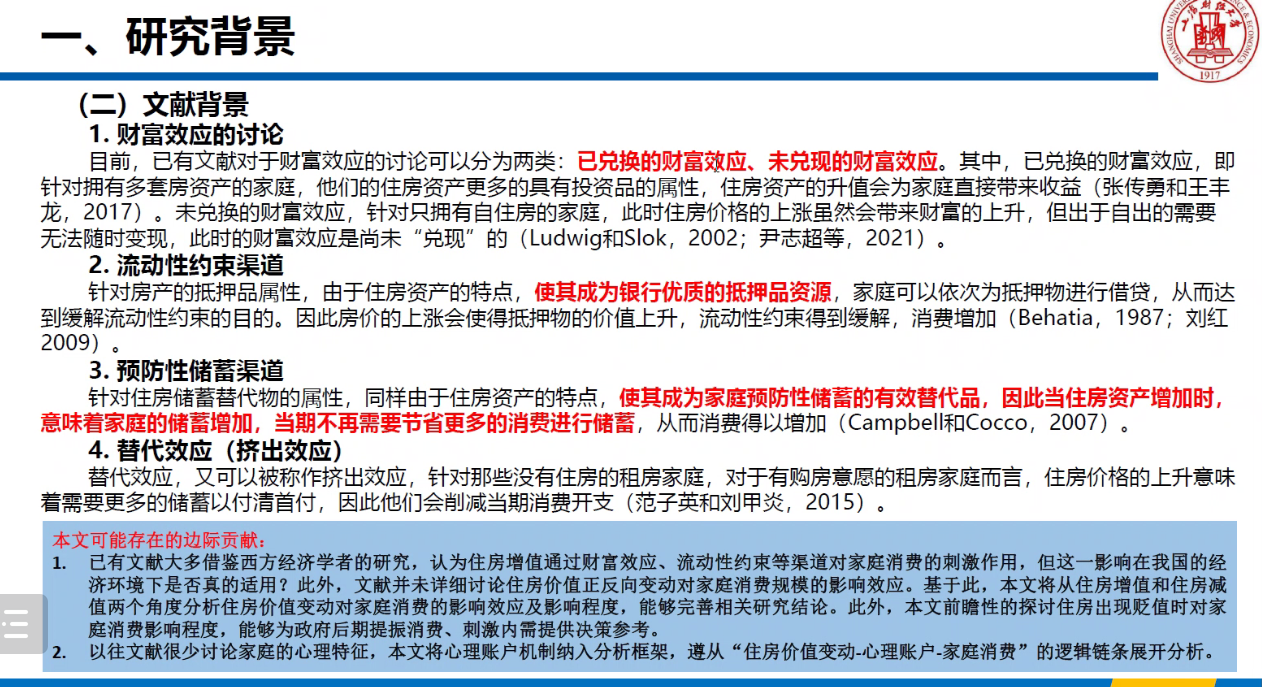 一、研究背景
SHANGHAI UNIVERSITY
& ECONOMICS
1917
（二）文献背景
1. 财富效应的讨论
目前，已有文献对于财富效应的讨论可以分为两类：已兑换的财富效应、未兑现的财富效应。其中，已兑换的财富效应，即
针对拥有多套房资产的家庭，他们的住房资产更多的具有投资品的属性，住房资产的升值会为家庭直接带来收益（张传勇和王丰
龙，2017）。未兑换的财富效应，针对只拥有自住房的家庭，此时住房价格的上涨虽然会带来财富的上升，但出于自出的需要
无法随时变现，此时的财富效应是尚未“兑现”的（Ludwig和Slok，2002；尹志超等，2021）。
2. 流动性约束渠道
针对房产的抵押品属性，由于住房资产的特点，使其成为银行优质的抵押品资源，家庭可以依次为抵押物进行借贷，从而达
到缓解流动性约束的目的。因此房价的上涨会使得抵押物的价值上升，流动性约束得到缓解，消费增加（Behatia，1987；刘红
2009）。
3. 预防性储蓄渠道
针对住房储蓄替代物的属性，同样由于住房资产的特点，使其成为家庭预防性储蓄的有效替代品，因此当住房资产增加时，
意味着家庭的储蓄增加，当期不再需要节省更多的消费进行储蓄，从而消费得以增加（Campbell和Cocco，2007）。
4. 替代效应（挤出效应）
替代效应，又可以被称作挤出效应，针对那些没有住房的租房家庭，对于有购房意愿的租房家庭而言，住房价格的上升意味
着需要更多的储蓄以付清首付，因此他们会削减当期消费开支（范子英和刘甲炎，2015）。
本文可能存在的边际贡献：
1. 已有文献大多借鉴西方经济学者的研究，认为住房增值通过财富效应、流动性约束等渠道对家庭消费的刺激作用，但这一影响在我国的经
济环境下是否真的适用？此外，文献并未详细讨论住房价值正反向变动对家庭消费规模的影响效应。基于此，本文将从住房增值和住房减
值两个角度分析住房价值变动对家庭消费的影响效应及影响程度，能够完善相关研究结论。此外，本文前瞻性的探讨住房出现贬值时对家
庭消费影响程度，能够为政府后期提振消费、刺激内需提供决策参考。
2. 以往文献很少讨论家庭的心理特征，本文将心理账户机制纳入分析框架，遵从“住房价值变动-心理账户-家庭消费”的逻辑链条展开分析。